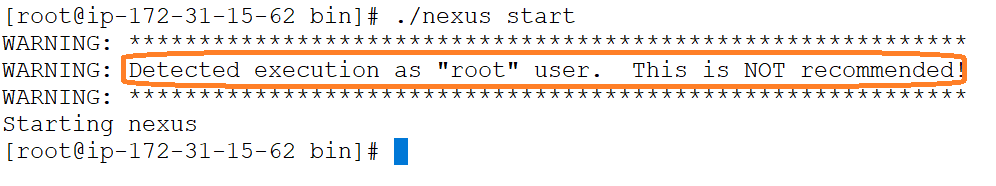 [root@ip-172-31-15-62 bin]# ./nexus start
WARNING: ************************************************************
WARNING: Detected execution as "root" user.  This is NOT recommended!
WARNING: ************************************************************
Starting nexus
[root@ip-172-31-15-62 bin]#